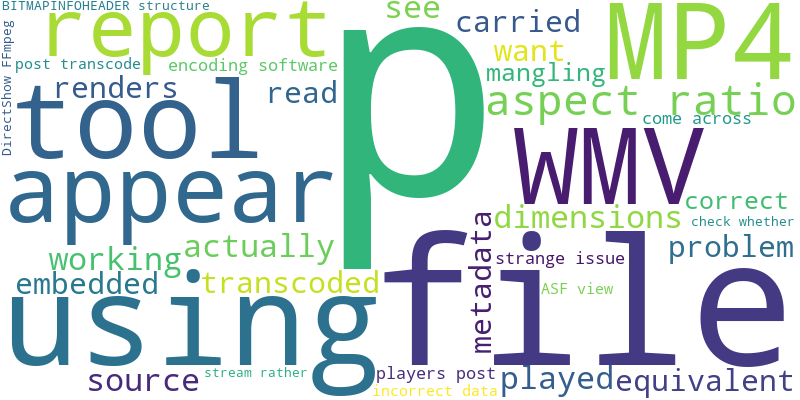 BITMAPINFOHEADER structure
report
p
see
carried
MP4
want
DirectShow FFmpeg
post transcode
encoding software
mangling
renders
read
tool
aspect ratio
come across
WMV
appear
correct
dimensions
check whether
metadata
actually
working
problem
strange issue
embedded
transcoded
file
ASF view
using
source
stream rather
players post
incorrect data
played
equivalent